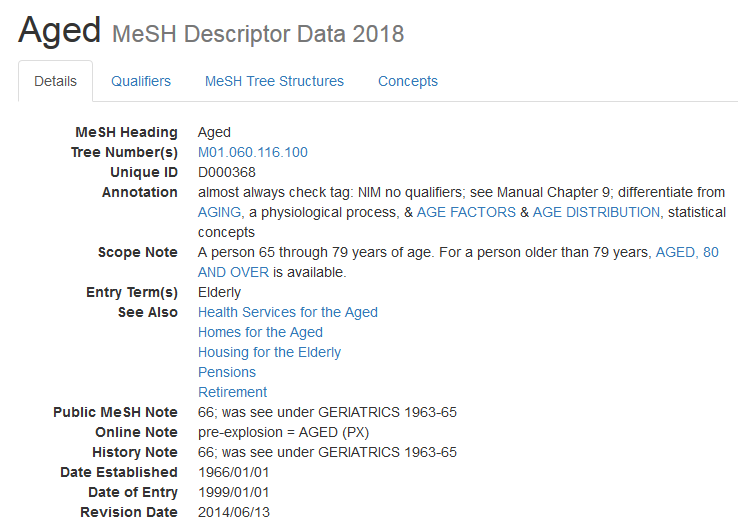 Aged MeSH Descriptor Data 2018
Details Qualifiers MeSH Tree Structures Concepts
MeSH Heading Aged
Tree Number(s) M01.060.116.100
Unique ID D000368
Annotation almost always check tag: NIM no qualifiers; see Manual Chapter 9; differentiate from
AGING, a physiological process, & AGE FACTORS & AGE DISTRIBUTION, statistical
concepts
Scope Note A person 65 through 79 years of age. For a person older than 79 years, AGED, 80
AND OVER is available.
Entry Term(s) Elderly
See Also Health Services for the Aged
Homes for the Aged
Housing for the Elderly
Pensions
Retirement
Public MeSH Note 66; was see under GERIATRICS 1963-65
Online Note pre-explosion = AGED (PX)
History Note 66; was see under GERIATRICS 1963-65
Date Established 1966/01/01
Date of Entry 1999/01/01
Revision Date 2014/06/13